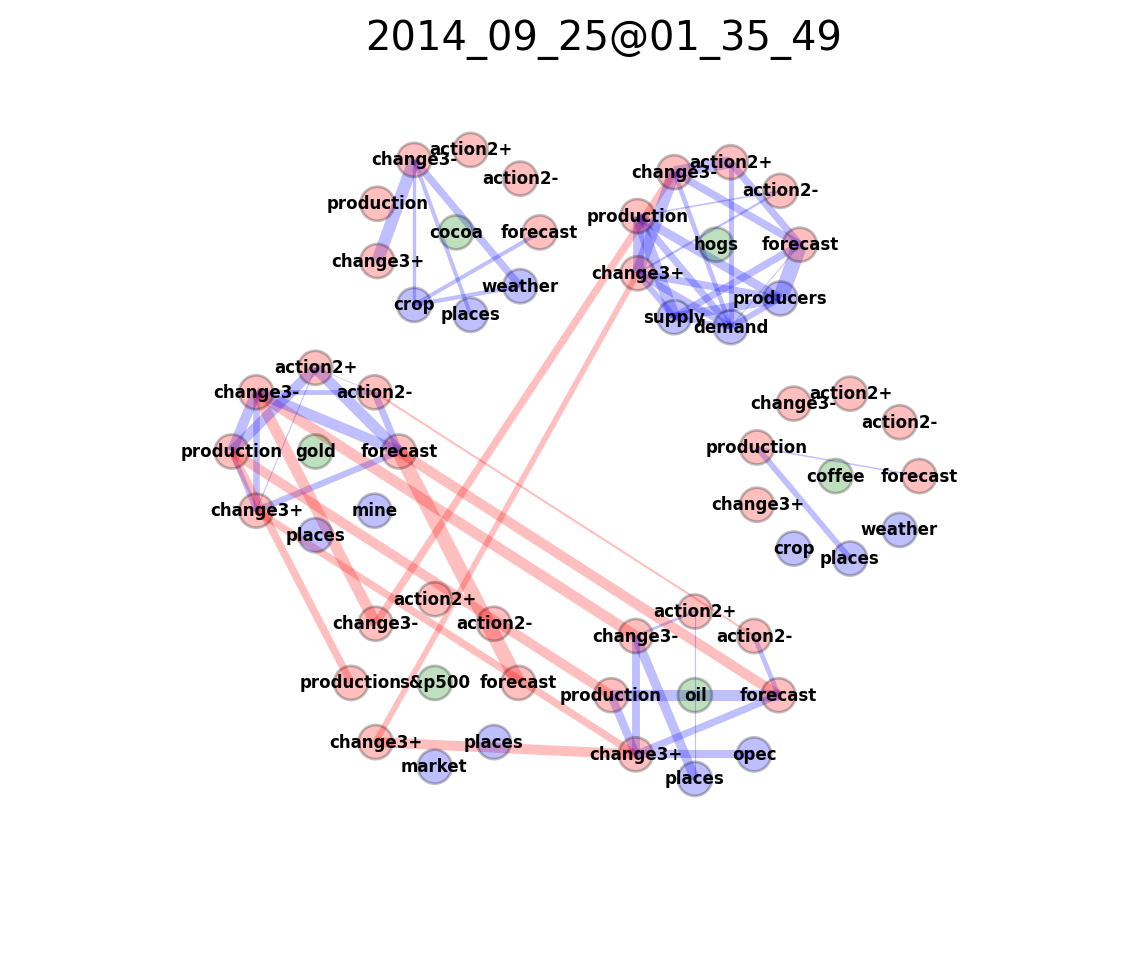 2014_09_25@01_35_49
change3-
action2+
action2-
production
cocoa
forecast
change3+
weather
crop
places
change3-
action2+
action2-
production
hogs
forecast
change3+
producers
supply
demand
action2+
change3-
action2-
production
gold
forecast
change3+
mine
places
change3-
action2+
action2-
production
coffee
forecast
change3+
weather
crop
places
action2+
change3-
action2-
production
s&p500
forecast
change3+
places
market
action2+
change3-
action2-
production
oil
forecast
change3+
opec
places